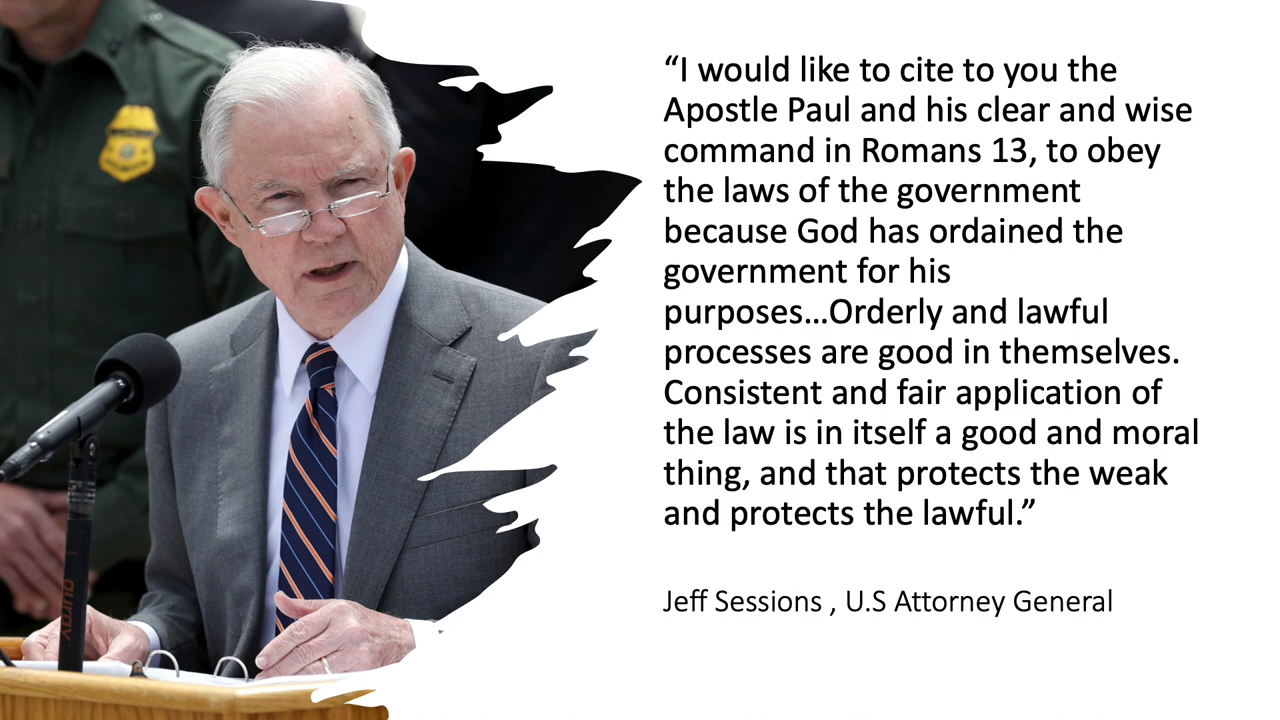 “I would like to cite to you the
Apostle Paul and his clear and wise
command in Romans 13, to obey
the laws of the government
because God has ordained the
government for his
purposes…Orderly and lawful
processes are good in themselves.
Consistent and fair application of
the law is in itself a good and moral
thing, and that protects the weak
and protects the lawful.”
Jeff Sessions , U.S Attorney General